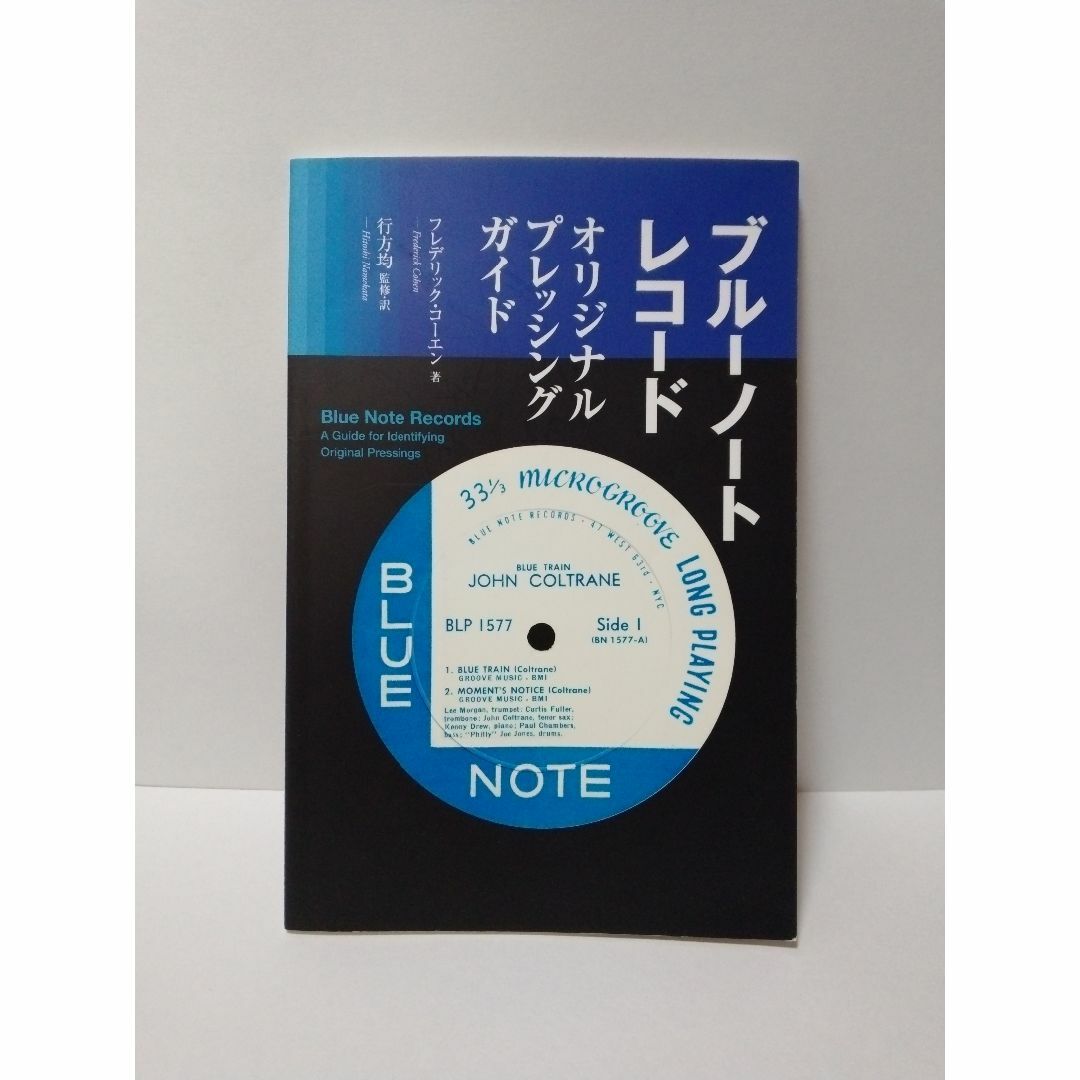 ブルーノート
レコード
オリジナル
プレッシング
ガイド
フレデリック・コーエン 著
—Frederick Cohen
行方均 監修・訳
—Hitoshi Namekata
Blue Note Records
A Guide for Identifying
Original Pressings
33⅓ MICROGROOVE LONG PLAYING
BLUE NOTE RECORDS · 47 WEST 63rd · NYC
BLUE TRAIN
JOHN COLTRANE
BLP 1577
Side 1
(BN 1577-A)
1. BLUE TRAIN (Coltrane)
GROOVE MUSIC - BMI
2. MOMENT'S NOTICE (Coltrane)
GROOVE MUSIC - BMI
Lee Morgan, trumpet; Curtis Fuller,
trombone; John Coltrane, tenor sax;
Kenny Drew, piano; Paul Chambers,
bass; "Philly" Joe Jones, drums.
BLUE
NOTE